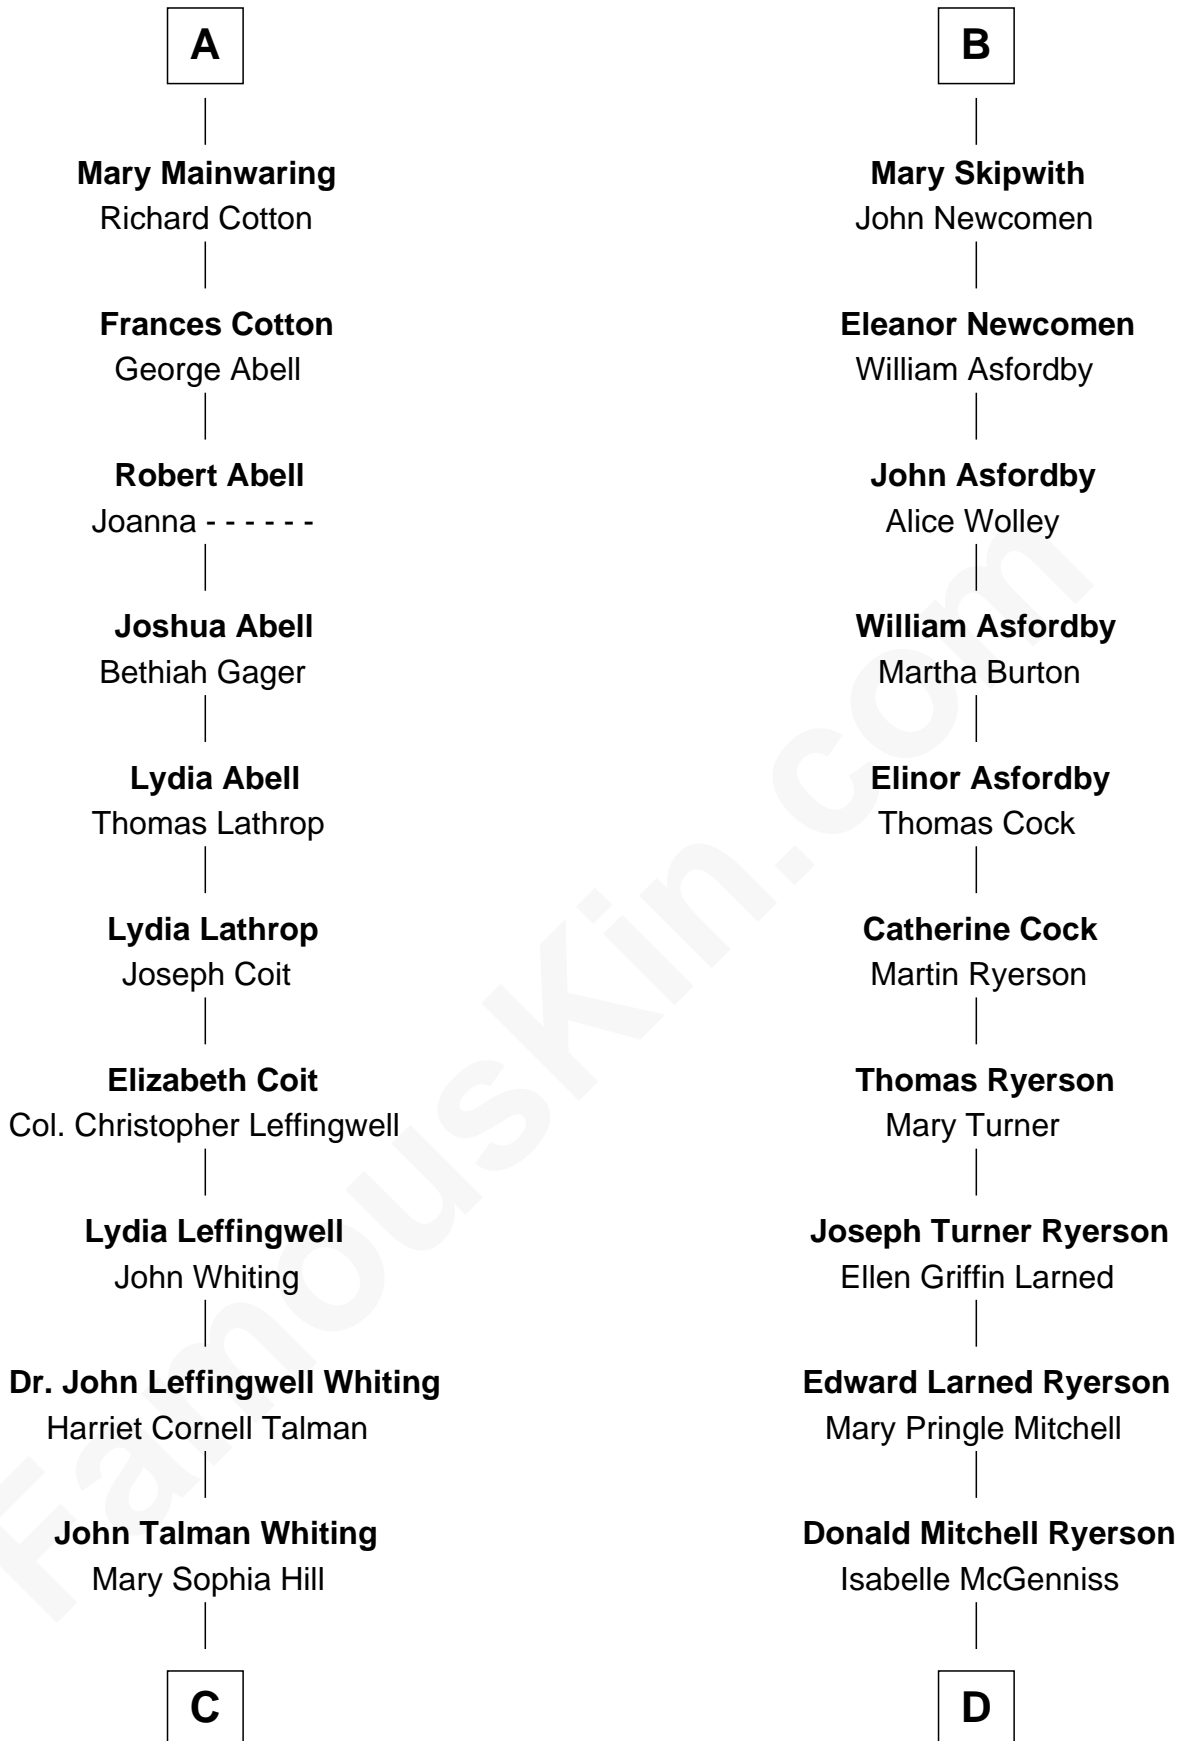 A
Mary Mainwaring
Richard Cotton
Frances Cotton
George Abell
Robert Abell
Joanna - - - - - -
Joshua Abell
Bethiah Gager
Lydia Abell
Thomas Lathrop
Lydia Lathrop
Joseph Coit
Elizabeth Coit
Col. Christopher Leffingwell
Lydia Leffingwell
John Whiting
Dr. John Leffingwell Whiting
Harriet Cornell Talman
John Talman Whiting
Mary Sophia Hill
C
B
Mary Skipwith
John Newcomen
Eleanor Newcomen
William Asfordby
John Asfordby
Alice Wolley
William Asfordby
Martha Burton
Elinor Asfordby
Thomas Cock
Catherine Cock
Martin Ryerson
Thomas Ryerson
Mary Turner
Joseph Turner Ryerson
Ellen Griffin Larned
Edward Larned Ryerson
Mary Pringle Mitchell
Donald Mitchell Ryerson
Isabelle McGenniss
D
FamousKin.com